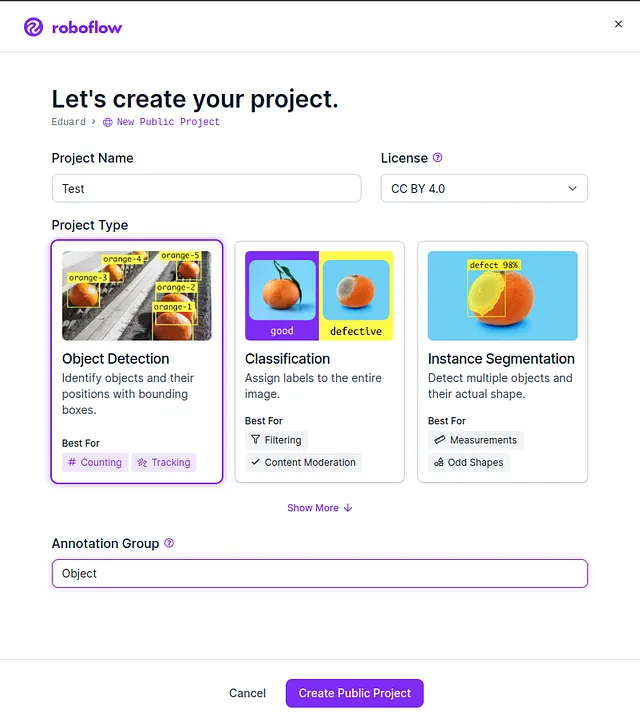 roboflow
Let's create your project.
Eduard > New Public Project
Project Name
License
Test
CC BY 4.0
Project Type
orange-4
orange-5
orange-3
orange-2
orange-1
good
defective
defect 98%
Object Detection
Identify objects and their
positions with bounding
boxes.
Best For
# Counting
Tracking
Classification
Assign labels to the entire
image.
Best For
Filtering
Content Moderation
Instance Segmentation
Detect multiple objects and
their actual shape.
Best For
Measurements
Odd Shapes
Show More ↓
Annotation Group
Object
Cancel
Create Public Project